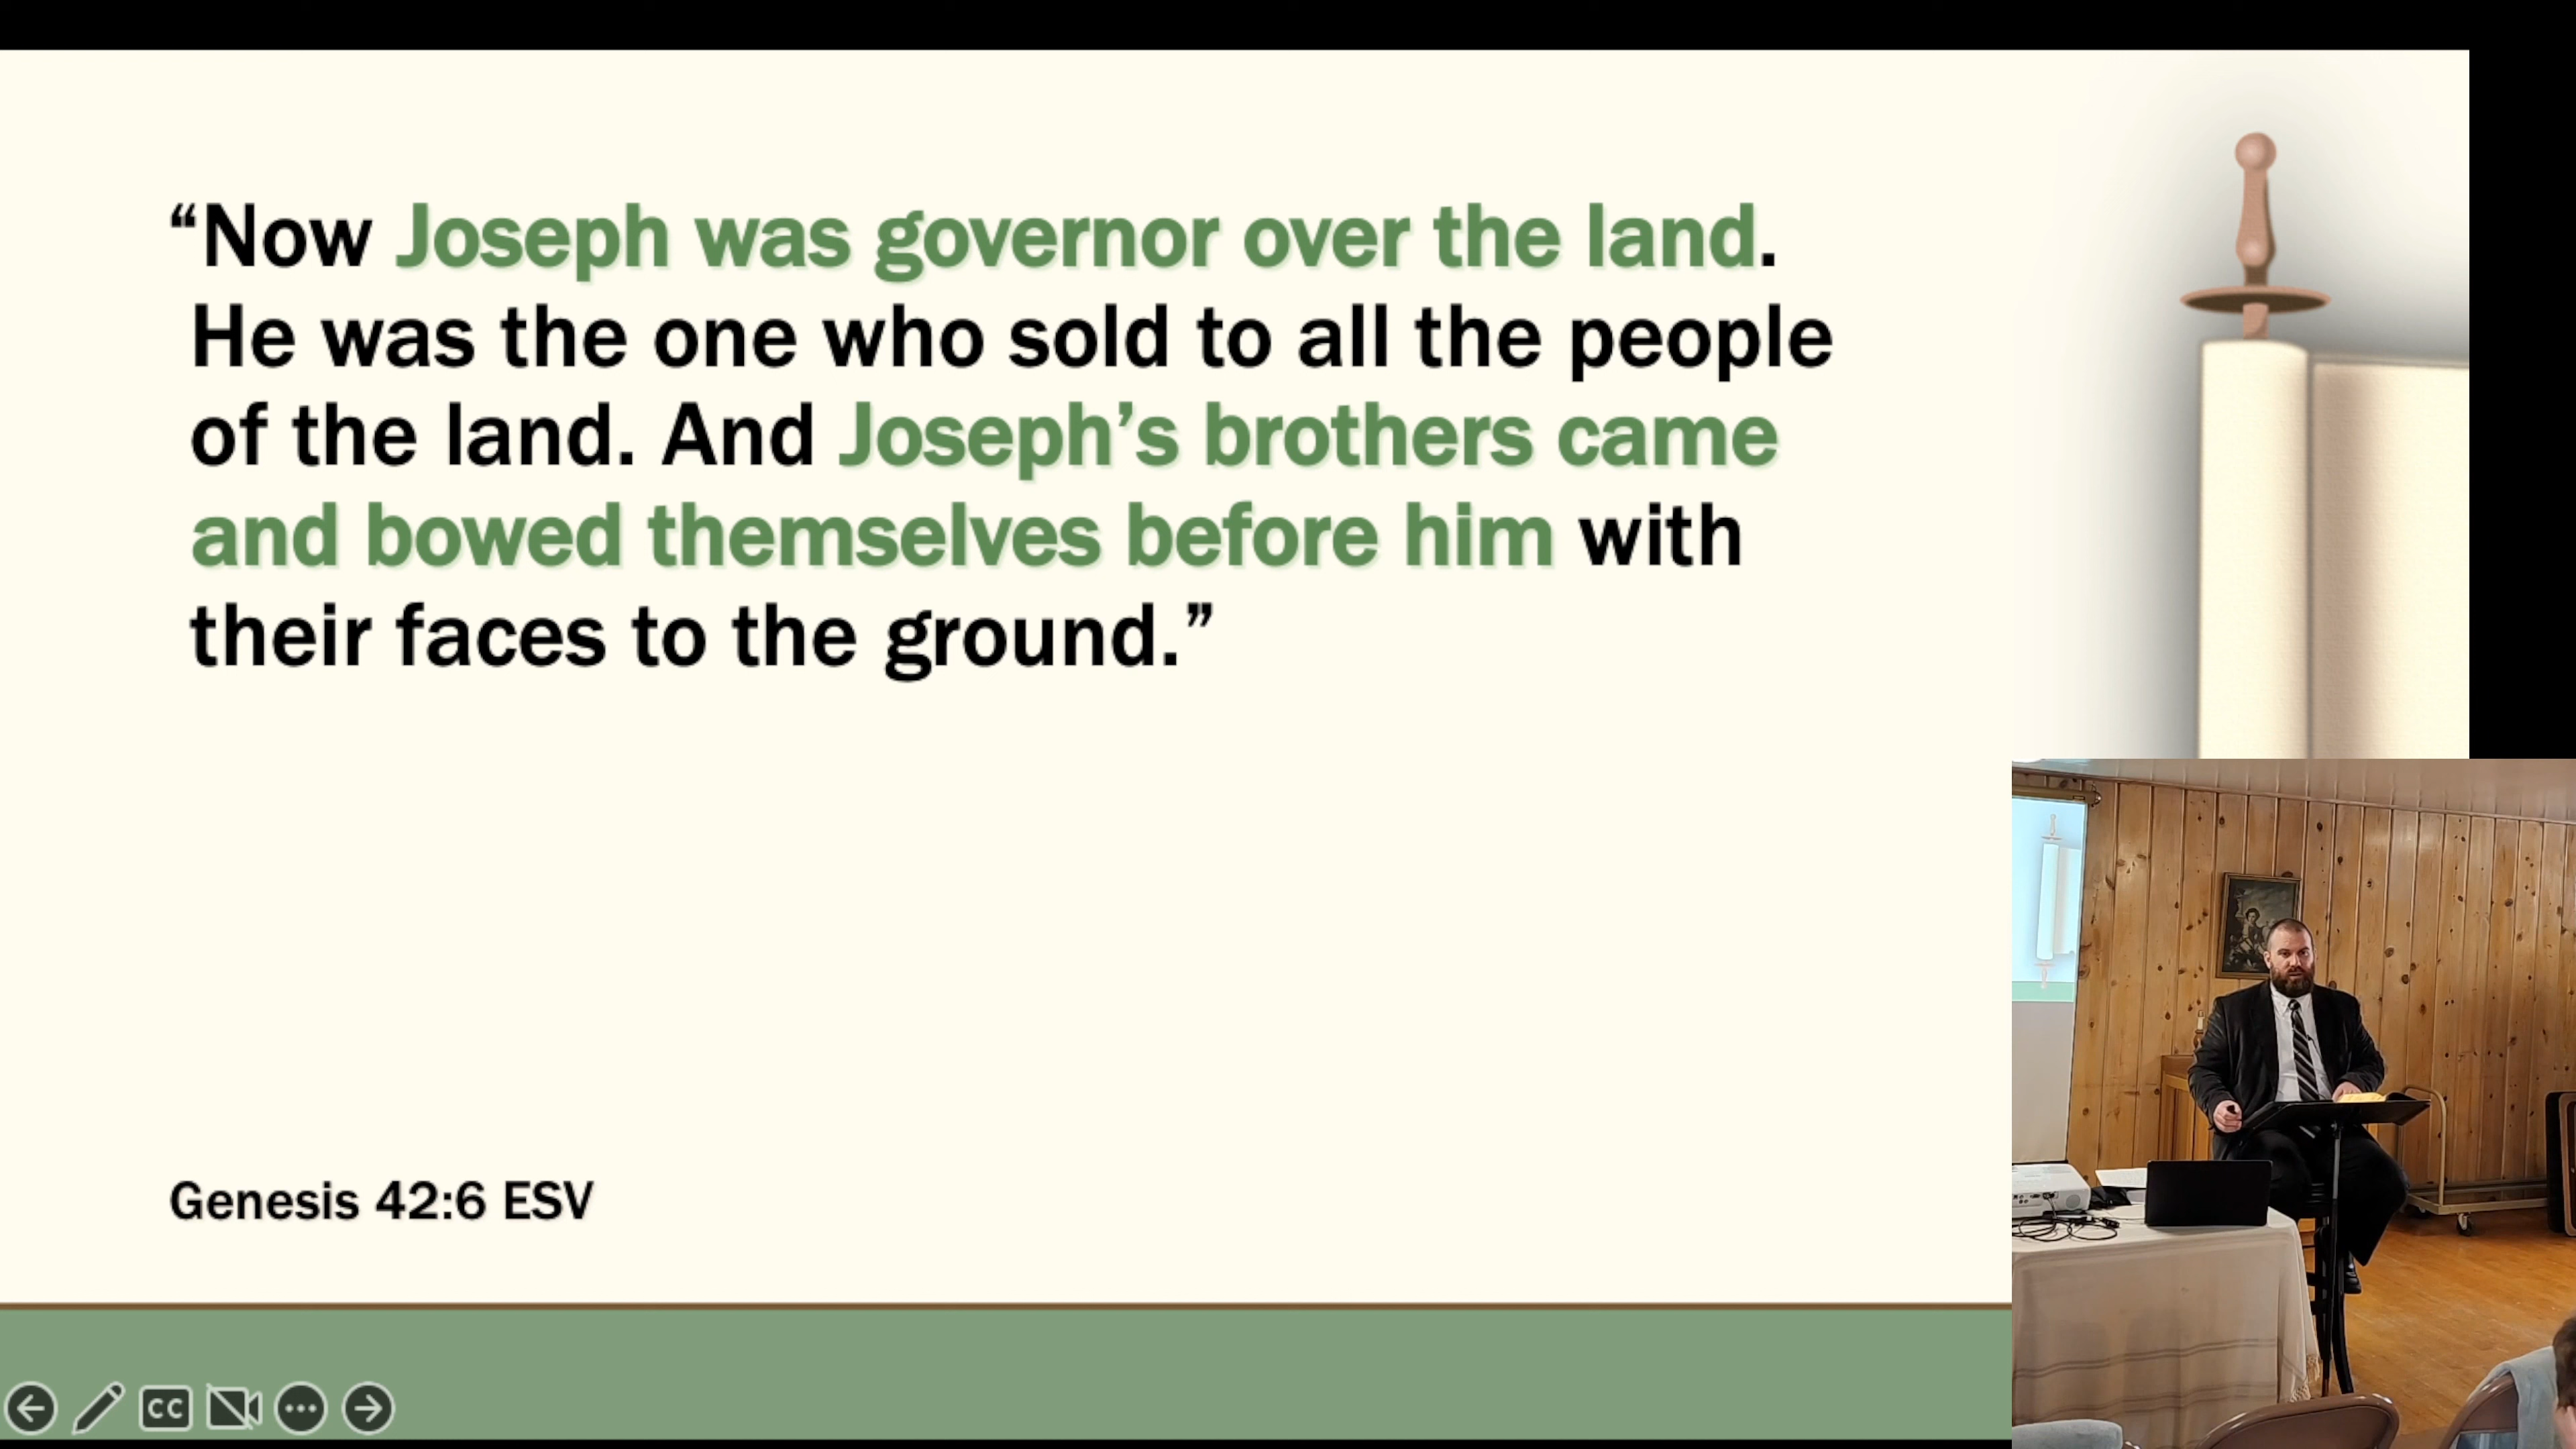 “Now Joseph was governor over the land.
He was the one who sold to all the people
of the land. And Joseph’s brothers came
and bowed themselves before him with
their faces to the ground.”
Genesis 42:6 ESV
CC